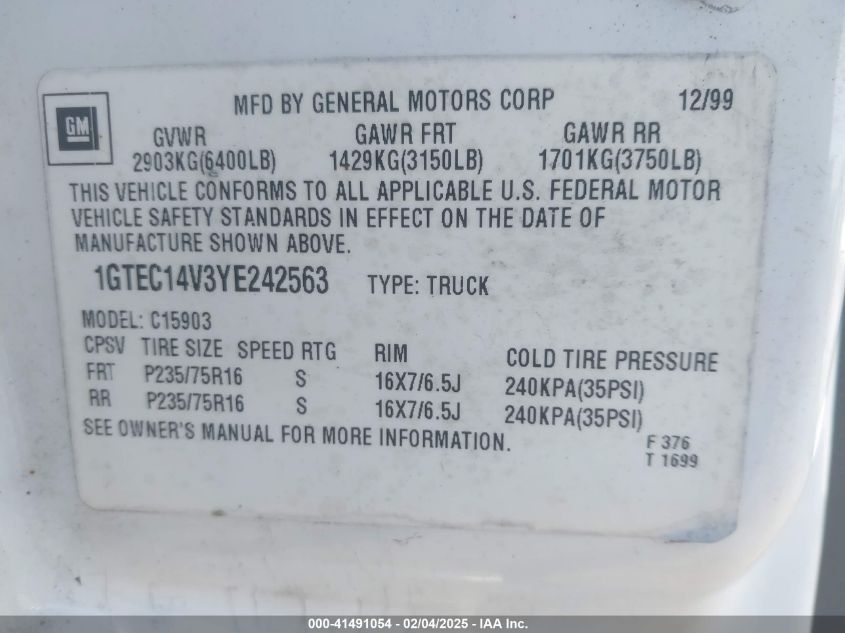 MFD BY GENERAL MOTORS CORP 12/99
GM
GVWR GAWR FRT GAWR RR
2903KG(6400LB) 1429KG(3150LB) 1701KG(3750LB)
THIS VEHICLE CONFORMS TO ALL APPLICABLE U.S. FEDERAL MOTOR
VEHICLE SAFETY STANDARDS IN EFFECT ON THE DATE OF
MANUFACTURE SHOWN ABOVE.
1GTEC14V3YE242563 TYPE: TRUCK
MODEL: C15903
CPSV TIRE SIZE SPEED RTG RIM COLD TIRE PRESSURE
FRT P235/75R16 S 16X7/6.5J 240KPA(35PSI)
RR P235/75R16 S 16X7/6.5J 240KPA(35PSI)
SEE OWNER'S MANUAL FOR MORE INFORMATION.
F 376
T 1699
000-41491054 - 02/04/2025 - IAA Inc.